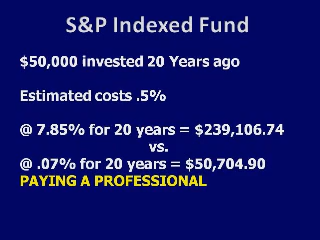 S&P Indexed Fund
$50,000 invested 20 Years ago
Estimated costs .5%
@ 7.85% for 20 years = $239,106.74
vs.
@ .07% for 20 years = $50,704.90
PAYING A PROFESSIONAL